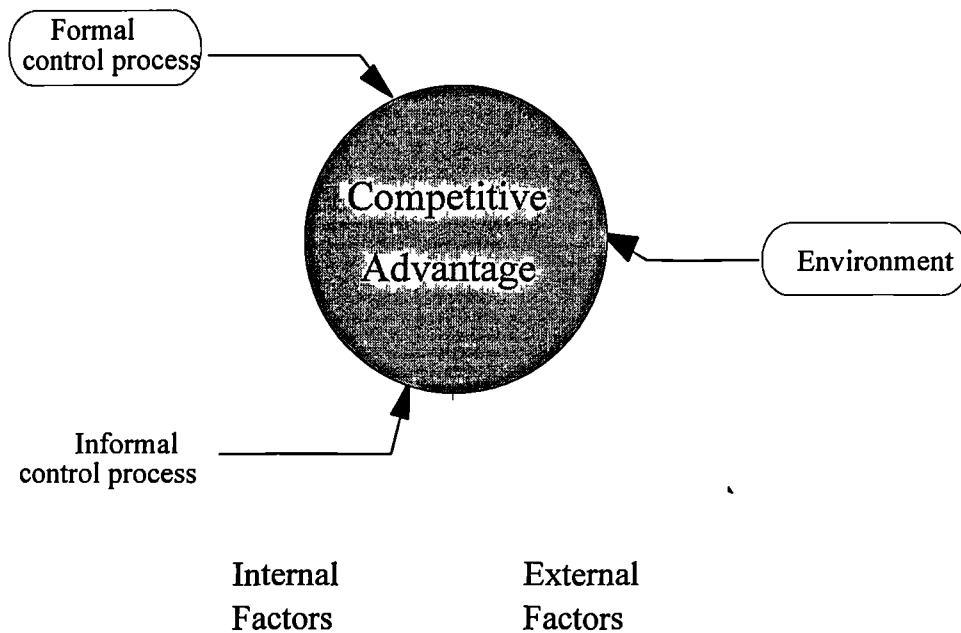 Formal
control process
Competitive
Advantage
Environment
Informal
control process
Internal
Factors
External
Factors